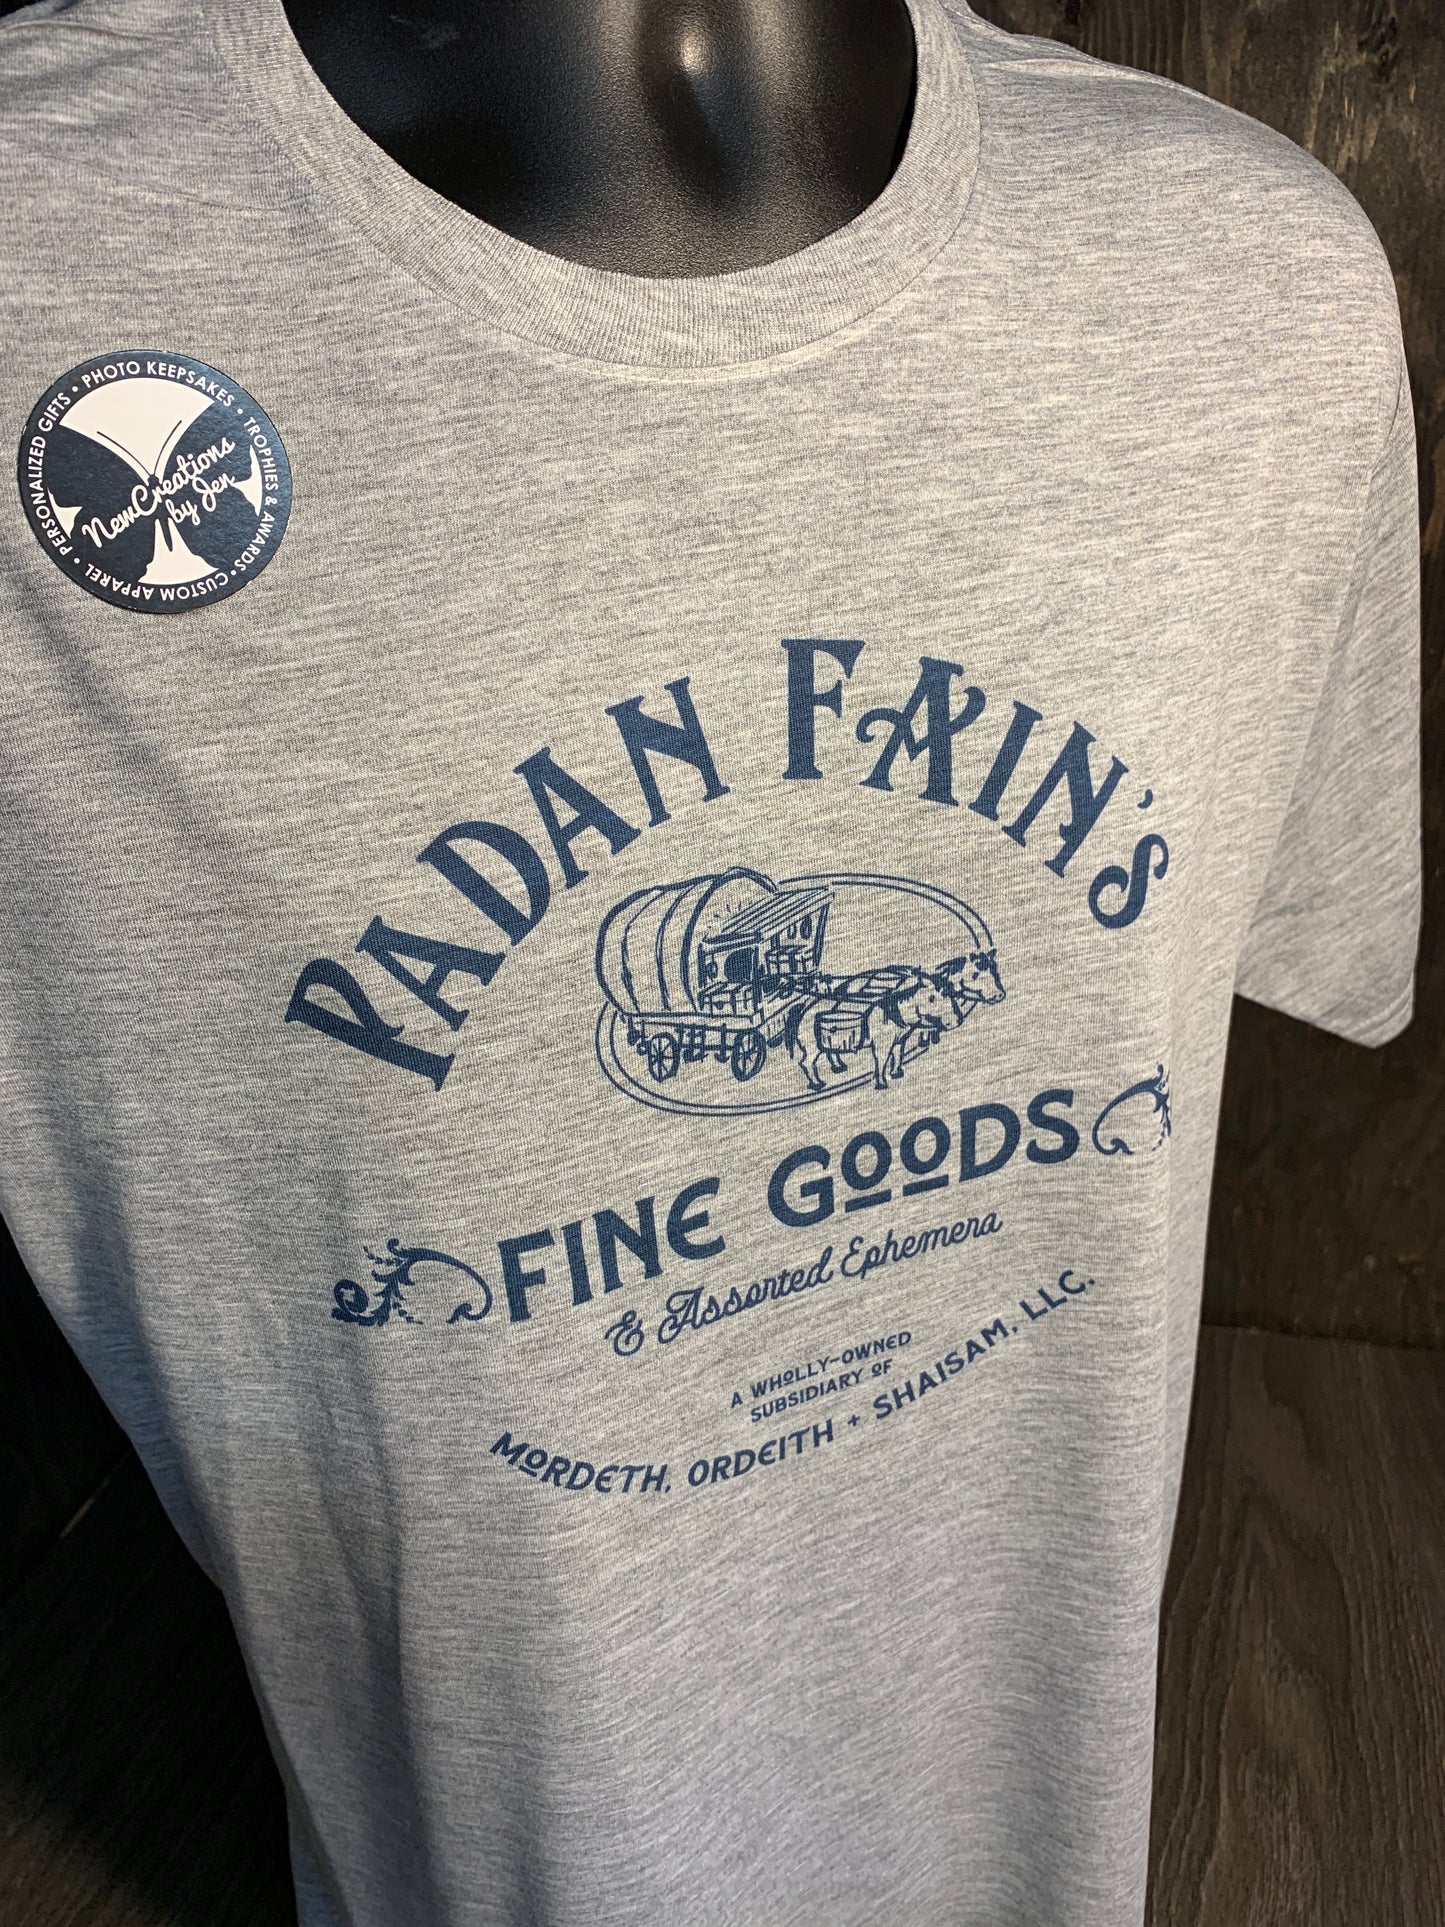 PERSONALIZED GIFTS • PHOTO KEEPSAKES • TROPHIES & AWARDS • CUSTOM APPAREL •
NewCreations
by Jen
PADAN FAIN'S
FINE GOODS
& Assorted Ephemera
A WHOLLY-OWNED
SUBSIDIARY OF
MORDETH, ORDEITH + SHAISAM, LLC.